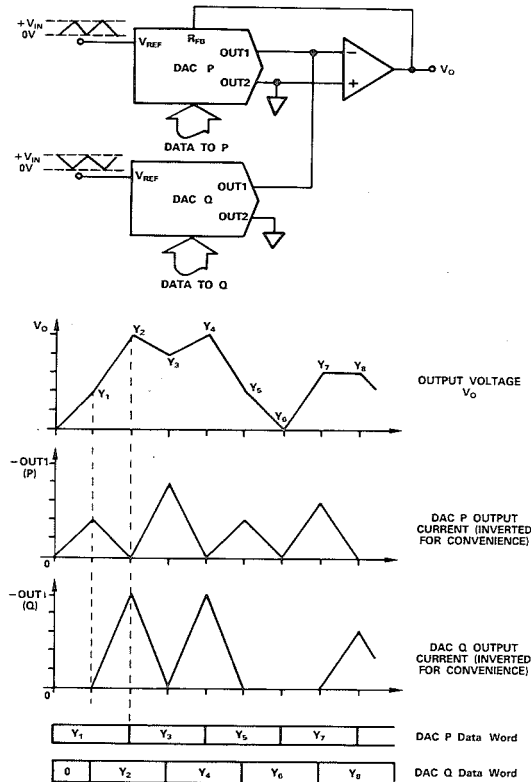 +VIN
0V
VREF
RFB
OUT1
DAC P
OUT2
−
+
VO
DATA TO P
+VIN
0V
VREF
OUT1
DAC Q
OUT2
DATA TO Q
VO
Y1
Y2
Y3
Y4
Y5
Y6
Y7
Y8
OUTPUT VOLTAGE
VO
0
−OUT1
(P)
DAC P OUTPUT
CURRENT (INVERTED
FOR CONVENIENCE)
0
−OUT1
(Q)
DAC Q OUTPUT
CURRENT (INVERTED
FOR CONVENIENCE)
0
Y1 Y3 Y5 Y7 DAC P Data Word
0 Y2 Y4 Y6 Y8 DAC Q Data Word